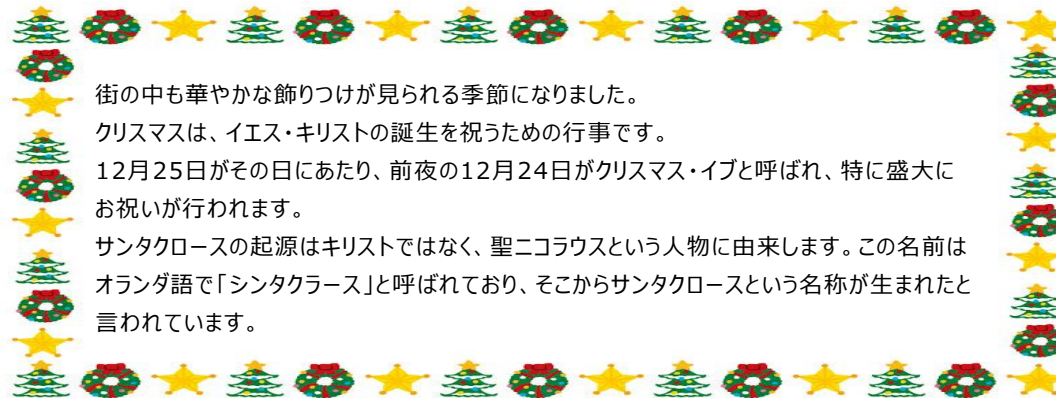 街の中も華やかな飾りつけが見られる季節になりました。
クリスマスは、イエス・キリストの誕生を祝うための行事です。
12月25日がその日にあたり、前夜の12月24日がクリスマス・イブと呼ばれ、特に盛大に
お祝いが行われます。
サンタクロースの起源はキリストではなく、聖ニコラウスという人物に由来します。この名前は
オランダ語で「シンタクラース」と呼ばれており、そこからサンタクロースという名称が生まれたと
言われています。